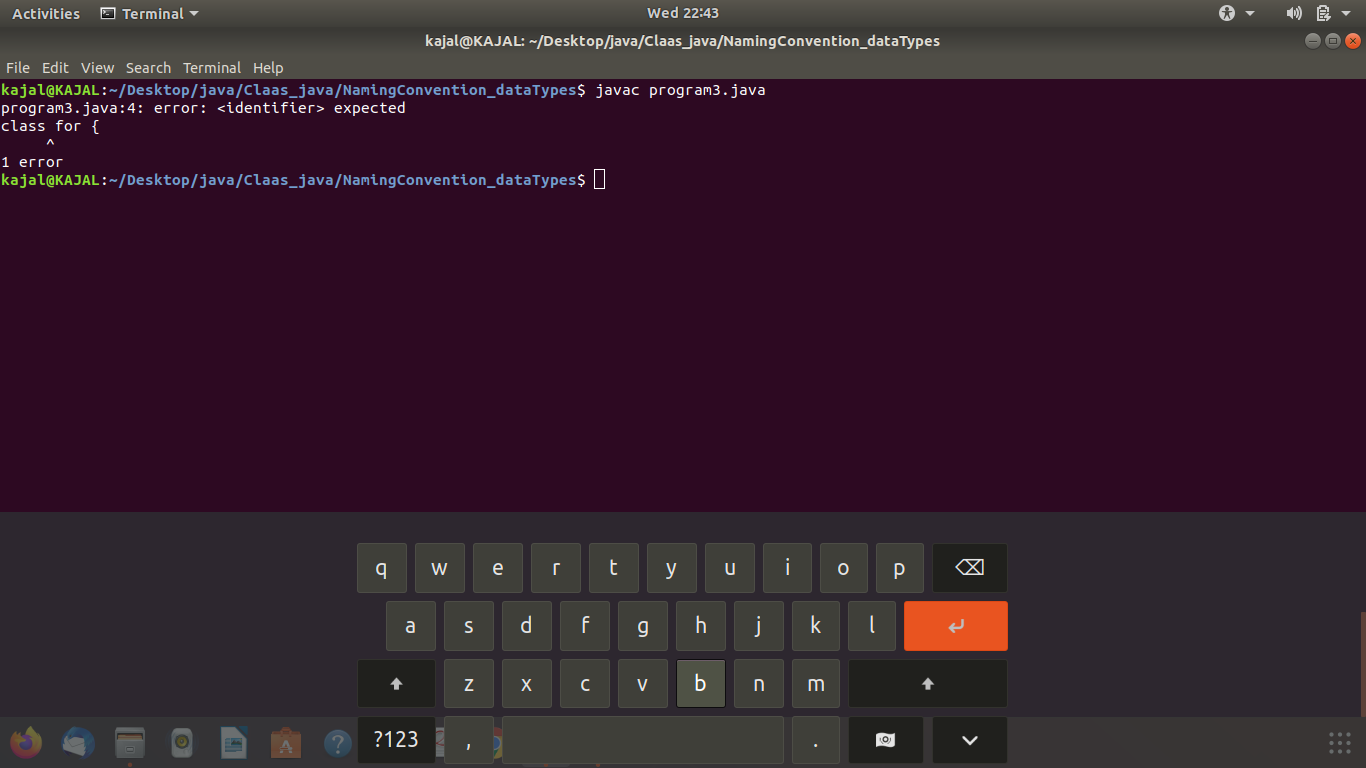 Activities Terminal Wed 22:43
kajal@KAJAL: ~/Desktop/java/Claas_java/NamingConvention_dataTypes
File Edit View Search Terminal Help
kajal@KAJAL:~/Desktop/java/Claas_java/NamingConvention_dataTypes$ javac program3.java
program3.java:4: error: <identifier> expected
class for {
     ^
1 error
kajal@KAJAL:~/Desktop/java/Claas_java/NamingConvention_dataTypes$
q w e r t y u i o p
a s d f g h j k l
z x c v b n m
?123 , .